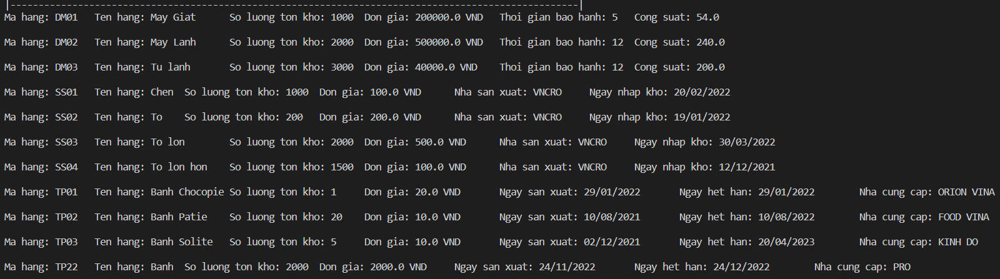 |-----------------------------------------------------------------------------------------------------|
Ma hang: DM01 Ten hang: May Giat So luong ton kho: 1000 Don gia: 200000.0 VND Thoi gian bao hanh: 5 Cong suat: 54.0
Ma hang: DM02 Ten hang: May Lanh So luong ton kho: 2000 Don gia: 500000.0 VND Thoi gian bao hanh: 12 Cong suat: 240.0
Ma hang: DM03 Ten hang: Tu lanh So luong ton kho: 3000 Don gia: 40000.0 VND Thoi gian bao hanh: 12 Cong suat: 200.0
Ma hang: SS01 Ten hang: Chen So luong ton kho: 1000 Don gia: 100.0 VND Nha san xuat: VNCRO Ngay nhap kho: 20/02/2022
Ma hang: SS02 Ten hang: To So luong ton kho: 200 Don gia: 200.0 VND Nha san xuat: VNCRO Ngay nhap kho: 19/01/2022
Ma hang: SS03 Ten hang: To lon So luong ton kho: 2000 Don gia: 500.0 VND Nha san xuat: VNCRO Ngay nhap kho: 30/03/2022
Ma hang: SS04 Ten hang: To lon hon So luong ton kho: 1500 Don gia: 100.0 VND Nha san xuat: VNCRO Ngay nhap kho: 12/12/2021
Ma hang: TP01 Ten hang: Banh Chocopie So luong ton kho: 1 Don gia: 20.0 VND Ngay san xuat: 29/01/2022 Ngay het han: 29/01/2022 Nha cung cap: ORION VINA
Ma hang: TP02 Ten hang: Banh Patie So luong ton kho: 20 Don gia: 10.0 VND Ngay san xuat: 10/08/2021 Ngay het han: 10/08/2022 Nha cung cap: FOOD VINA
Ma hang: TP03 Ten hang: Banh Solite So luong ton kho: 5 Don gia: 10.0 VND Ngay san xuat: 02/12/2021 Ngay het han: 20/04/2023 Nha cung cap: KINH DO
Ma hang: TP22 Ten hang: Banh So luong ton kho: 2000 Don gia: 2000.0 VND Ngay san xuat: 24/11/2022 Ngay het han: 24/12/2022 Nha cung cap: PRO